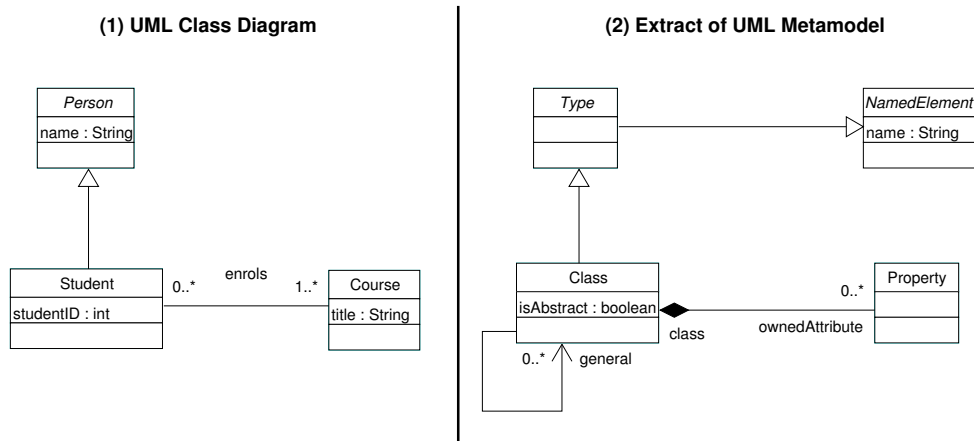 (1) UML Class Diagram
Person
name : String
Student
studentID : int
0..*
enrols
1..*
Course
title : String
(2) Extract of UML Metamodel
Type
NamedElement
name : String
Class
isAbstract : boolean
class
0..*
ownedAttribute
Property
0..*
general